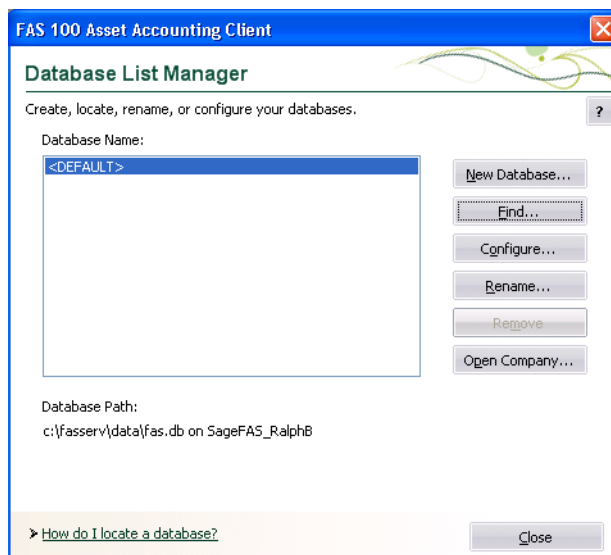 FAS 100 Asset Accounting Client
Database List Manager
Create, locate, rename, or configure your databases.
?
Database Name:
<DEFAULT>
New Database...
Find...
Configure...
Rename...
Remove
Open Company...
Database Path:
c:\fasserv\data\fas.db on SageFAS_RalphB
How do I locate a database?
Close